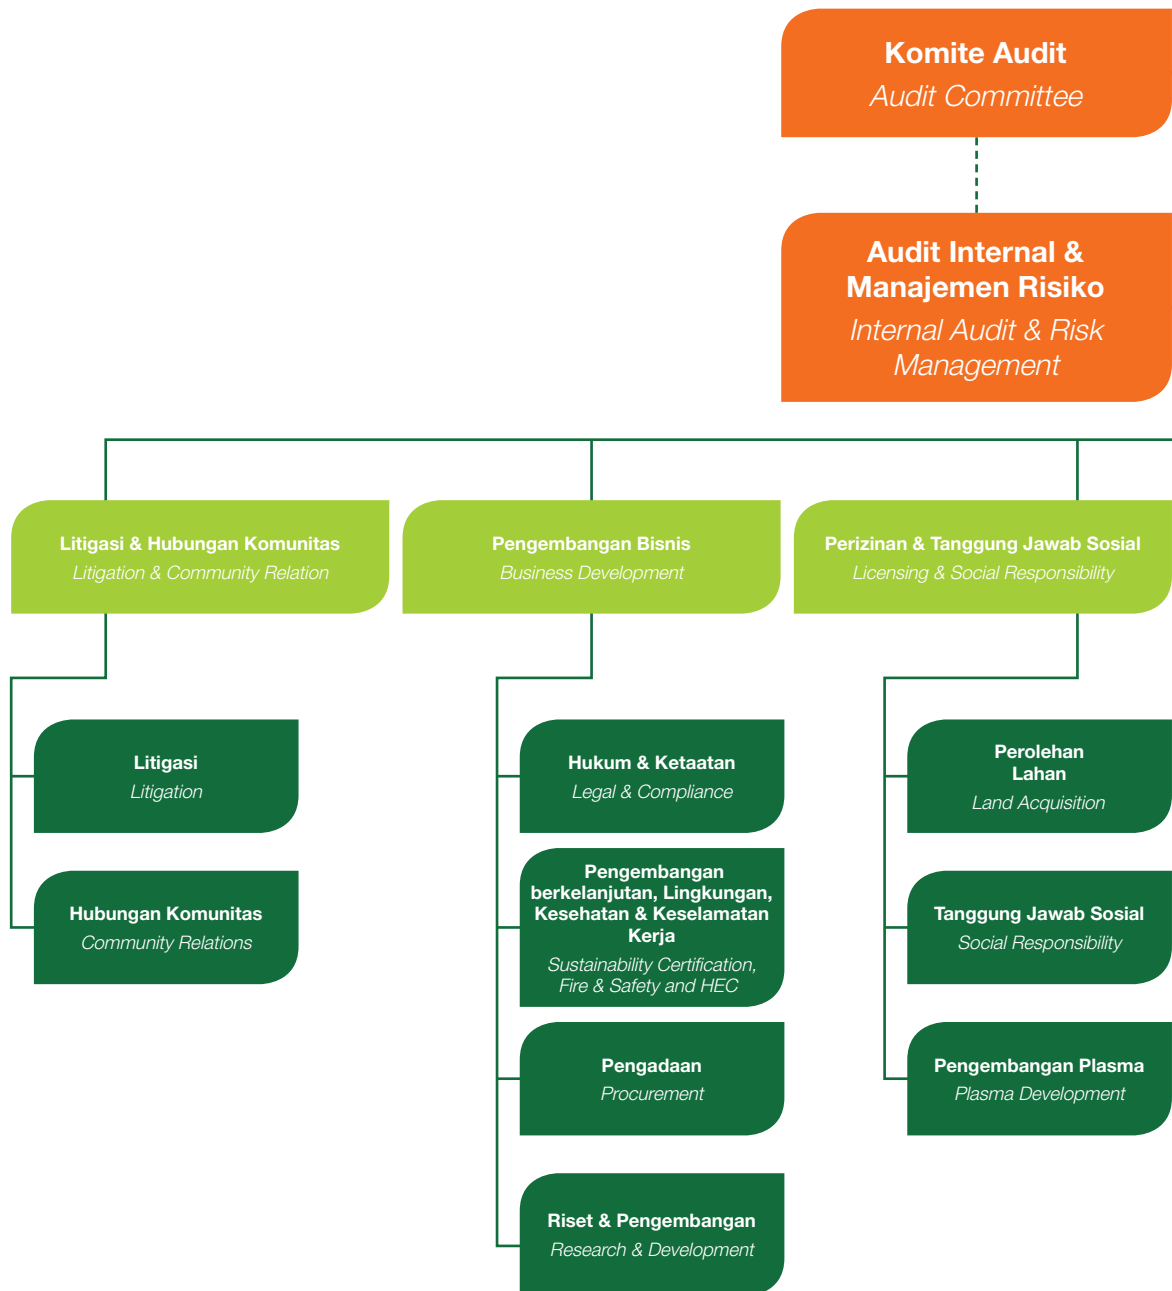 Komite Audit
Audit Committee
Audit Internal &
Manajemen Risiko
Internal Audit & Risk
Management
Litigasi & Hubungan Komunitas
Litigation & Community Relation
Pengembangan Bisnis
Business Development
Perizinan & Tanggung Jawab Sosial
Licensing & Social Responsibility
Litigasi
Litigation
Hubungan Komunitas
Community Relations
Hukum & Ketaatan
Legal & Compliance
Pengembangan
berkelanjutan, Lingkungan,
Kesehatan & Keselamatan
Kerja
Sustainability Certification,
Fire & Safety and HEC
Pengadaan
Procurement
Riset & Pengembangan
Research & Development
Perolehan
Lahan
Land Acquisition
Tanggung Jawab Sosial
Social Responsibility
Pengembangan Plasma
Plasma Development